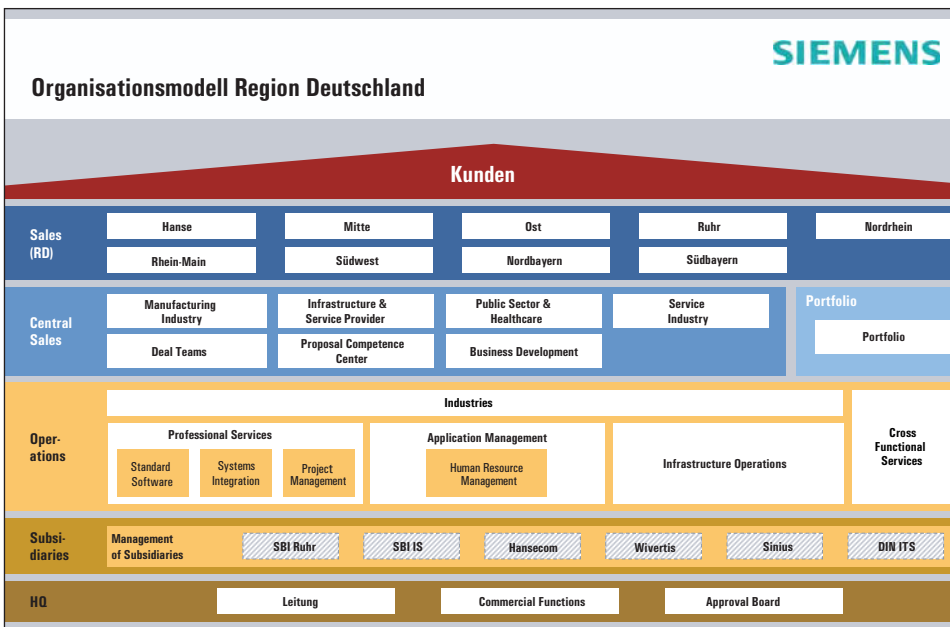 SIEMENS
Organisationsmodell Region Deutschland
Kunden
Sales
(RD)
Hanse
Mitte
Ost
Ruhr
Nordrhein
Rhein-Main
Südwest
Nordbayern
Südbayern
Central
Sales
Manufacturing
Industry
Infrastructure &
Service Provider
Public Sector &
Healthcare
Service
Industry
Deal Teams
Proposal Competence
Center
Business Development
Portfolio
Portfolio
Oper-
ations
Industries
Professional Services
Standard
Software
Systems
Integration
Project
Management
Application Management
Human Resource
Management
Infrastructure Operations
Cross
Functional
Services
Subsi-
diaries
Management
of Subsidiaries
SBI Ruhr
SBI IS
Hansecom
Wivertis
Sinius
DIN ITS
HQ
Leitung
Commercial Functions
Approval Board